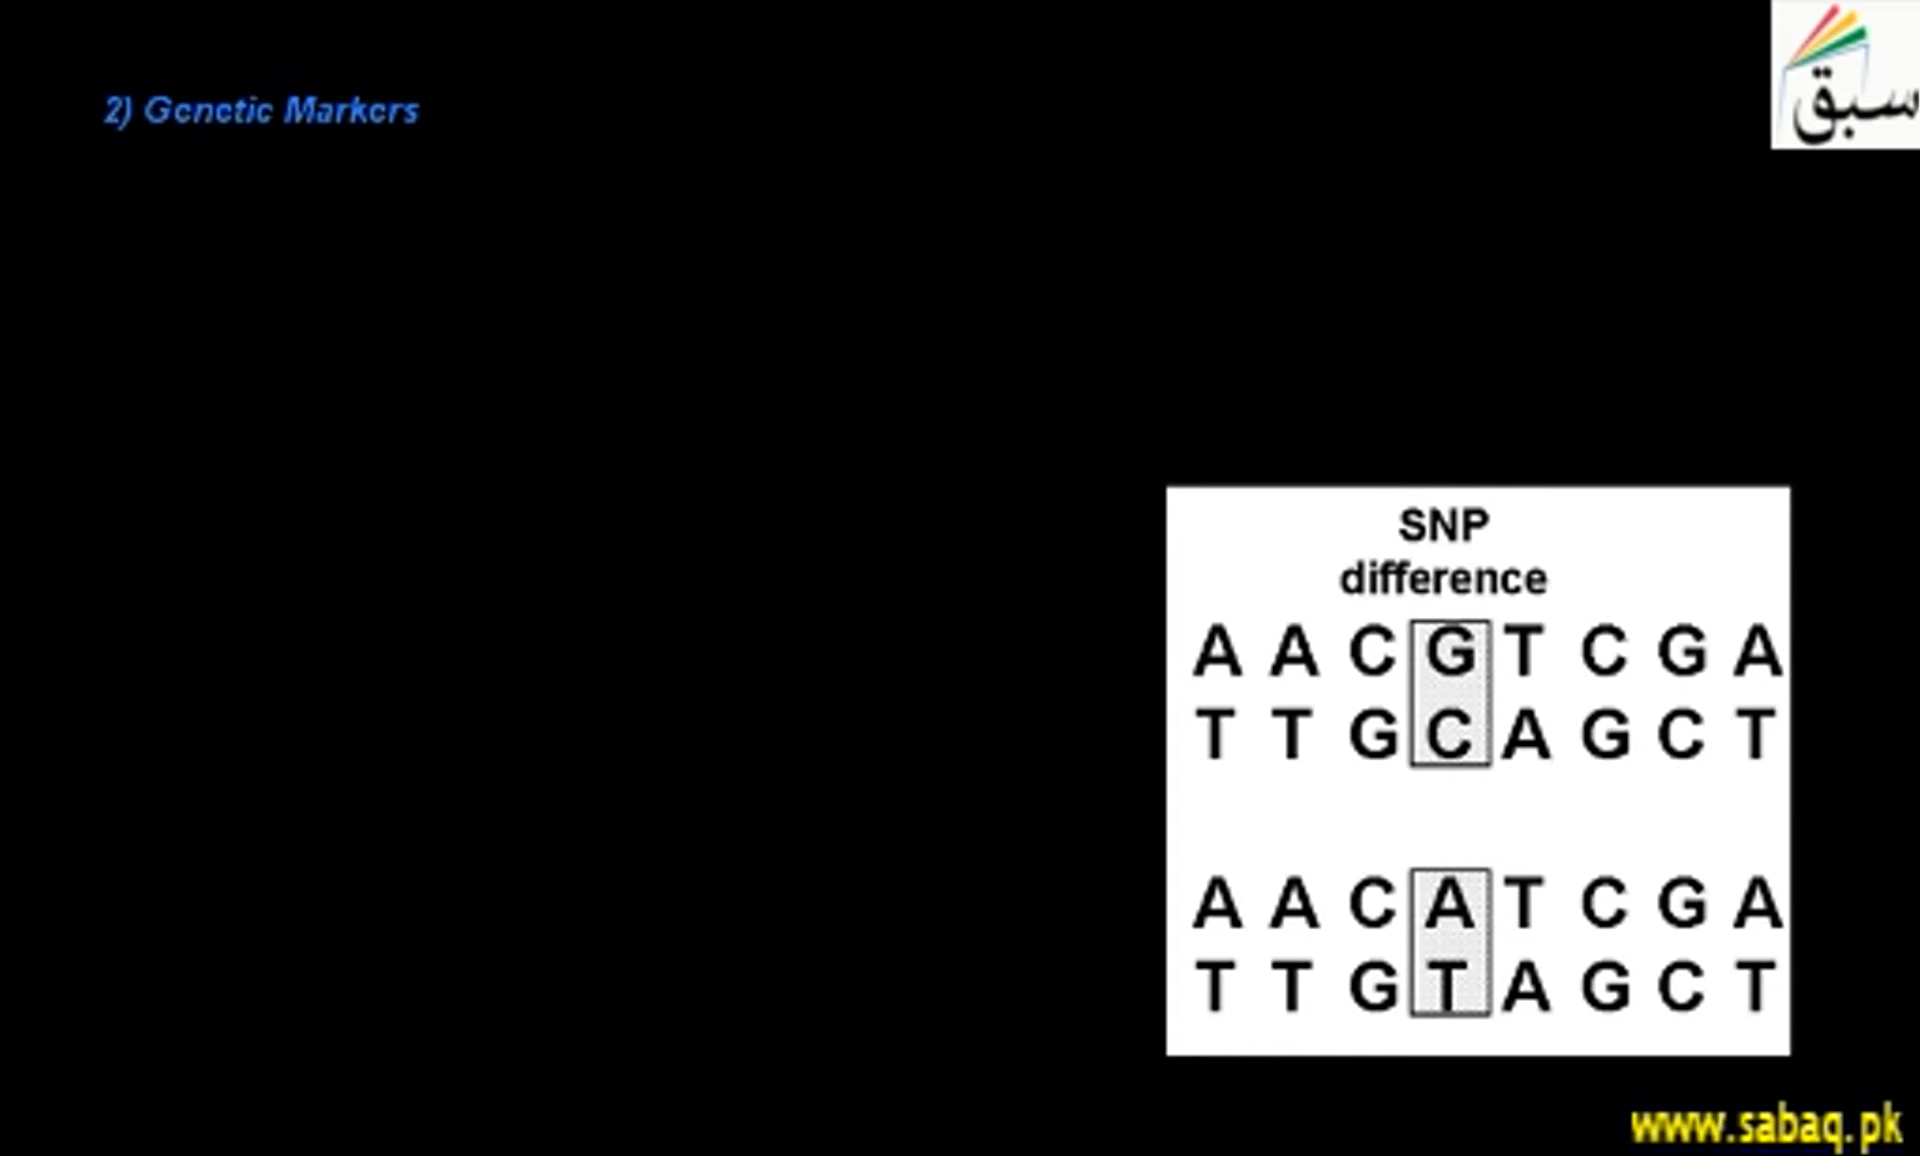 سبق
2) Genetic Markers
SNP
difference
A A C G T C G A
T T G C A G C T
A A C A T C G A
T T G T A G C T
www.sabaq.pk